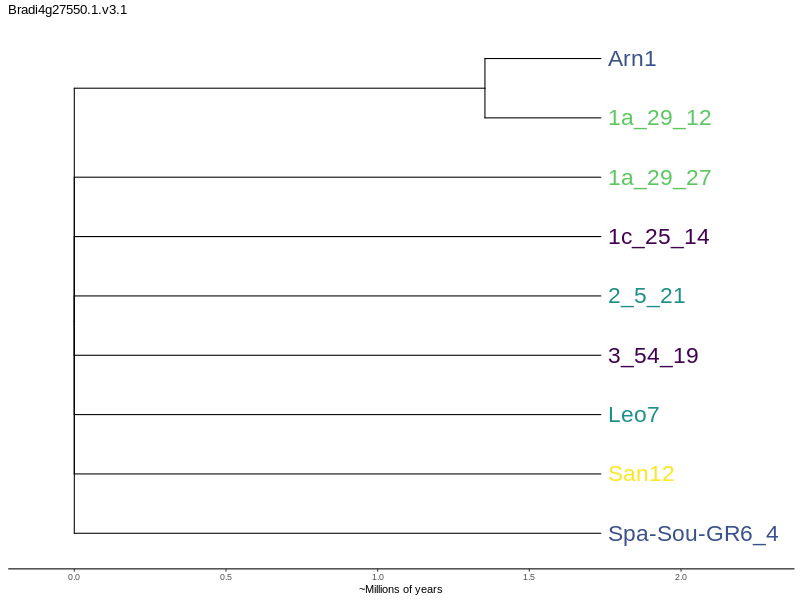 Bradi4g27550.1.v3.1
Arn1
1a_29_12
1a_29_27
1c_25_14
2_5_21
3_54_19
Leo7
San12
Spa-Sou-GR6_4
0.0 0.5 1.0 1.5 2.0
~Millions of years